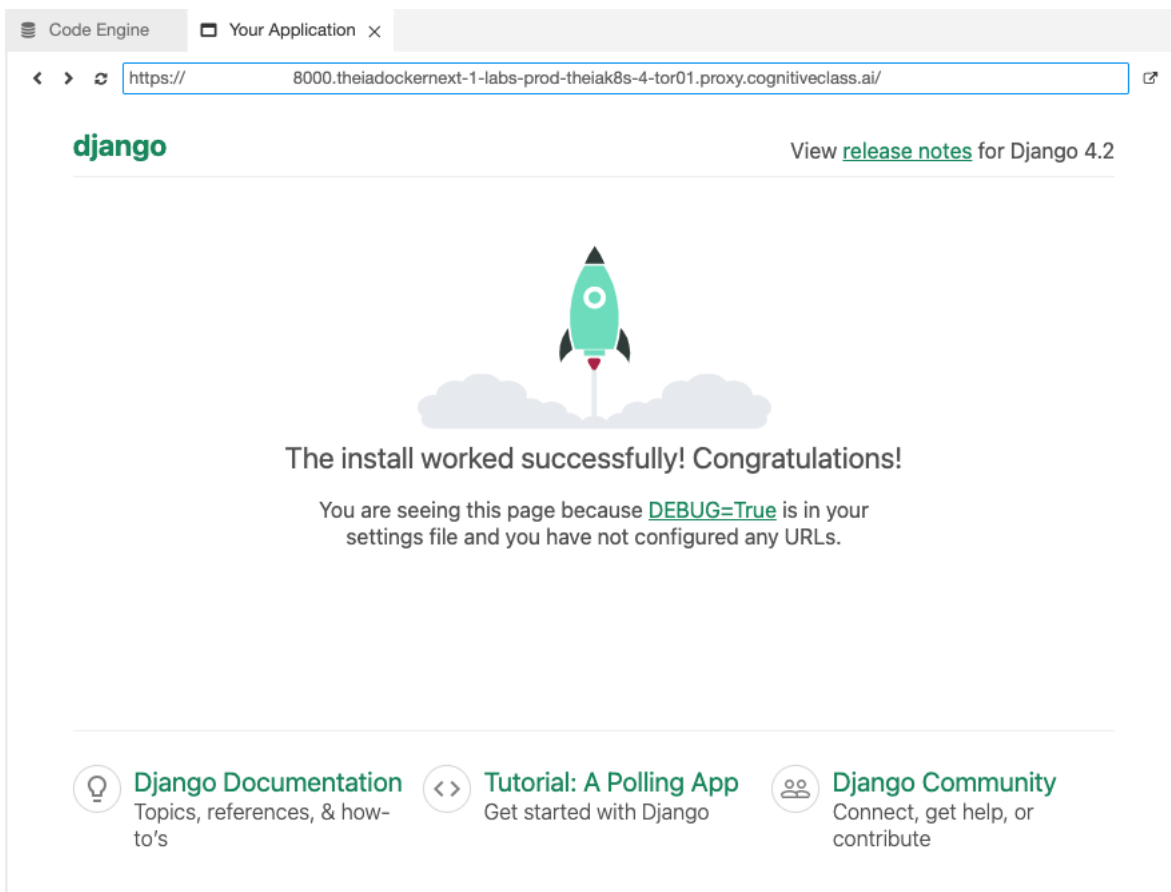 Code Engine
Your Application
https:// 8000.theiadockernext-1-labs-prod-theiak8s-4-tor01.proxy.cognitiveclass.ai/
django
View release notes for Django 4.2
The install worked successfully! Congratulations!
You are seeing this page because DEBUG=True is in your
settings file and you have not configured any URLs.
Django Documentation
Topics, references, & how-
to's
Tutorial: A Polling App
Get started with Django
Django Community
Connect, get help, or
contribute